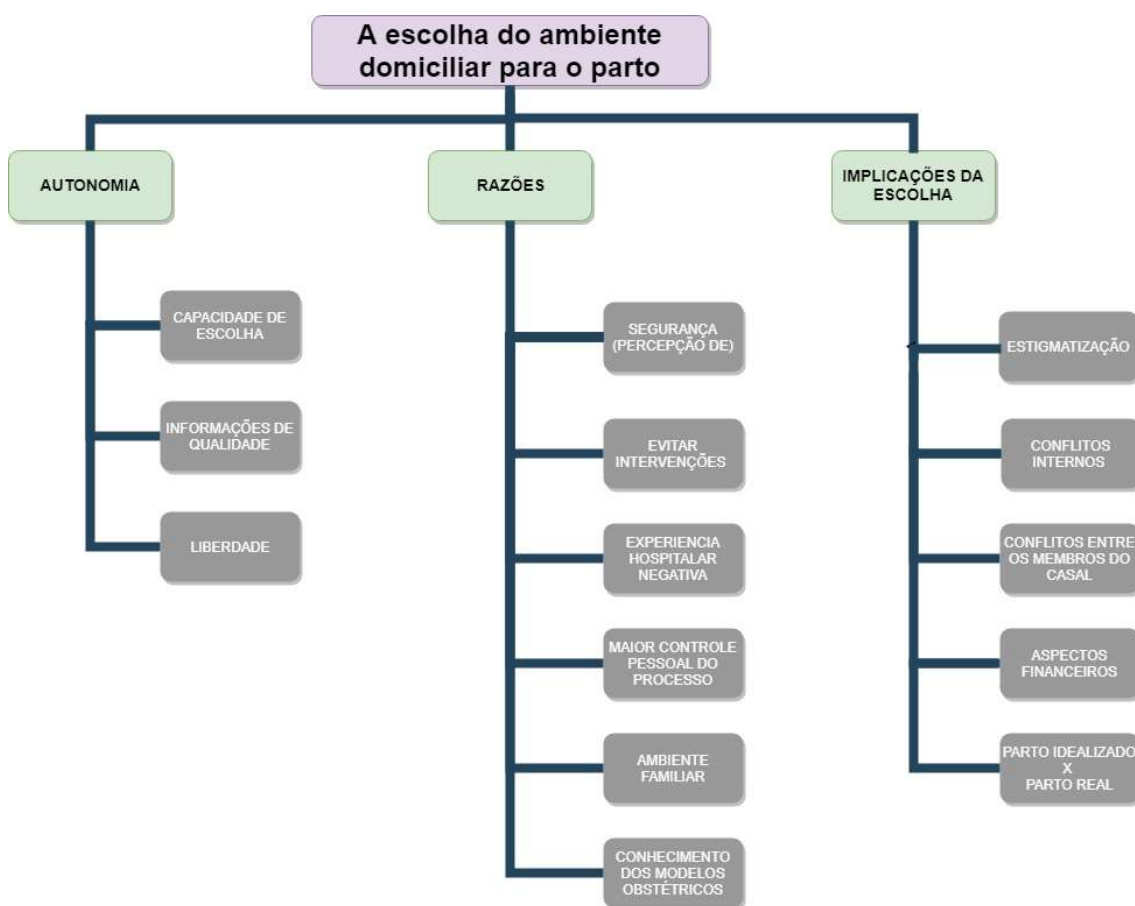 A escolha do ambiente
domiciliar para o parto
AUTONOMIA
RAZÕES
IMPLICAÇÕES DA
ESCOLHA
CAPACIDADE DE
ESCOLHA
INFORMAÇÕES DE
QUALIDADE
LIBERDADE
SEGURANÇA
(PERCEPÇÃO DE)
EVITAR
INTERVENÇÕES
EXPERIENCIA
HOSPITALAR
NEGATIVA
MAIOR CONTROLE
PESSOAL DO
PROCESSO
AMBIENTE
FAMILIAR
CONHECIMENTO
DOS MODELOS
OBSTÉTRICOS
ESTIGMATIZAÇÃO
CONFLITOS
INTERNOS
CONFLITOS ENTRE
OS MEMBROS DO
CASAL
ASPECTOS
FINANCEIROS
PARTO IDEALIZADO
X
PARTO REAL